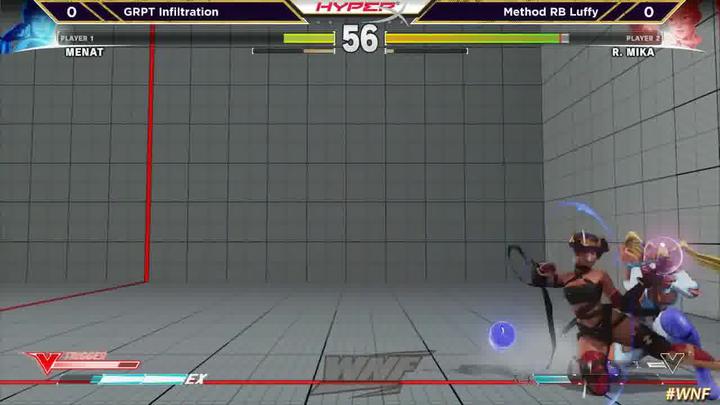 0 GRPT Infiltration HYPER Method RB Luffy 0
PLAYER 1 56 PLAYER 2
MENAT R. MIKA
TRIGGER
EX
WNF
#WNF